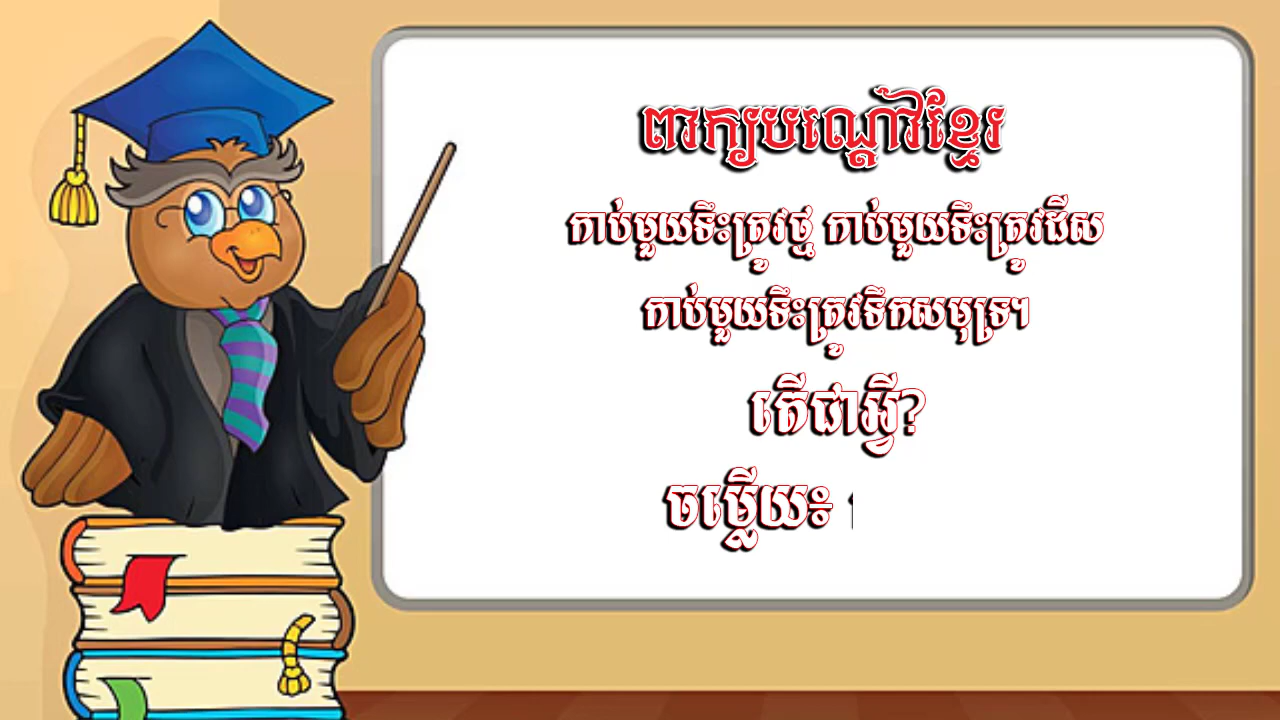 ពាក្យបណ្តៅខ្មែរ
កាប់មួយទឹះត្រូវថ្ម កាប់មួយទឹះត្រូវដីស
កាប់មួយទឹះត្រូវទឹកសមុទ្រ។
តើជាអ្វី?
ចម្លើយ៖